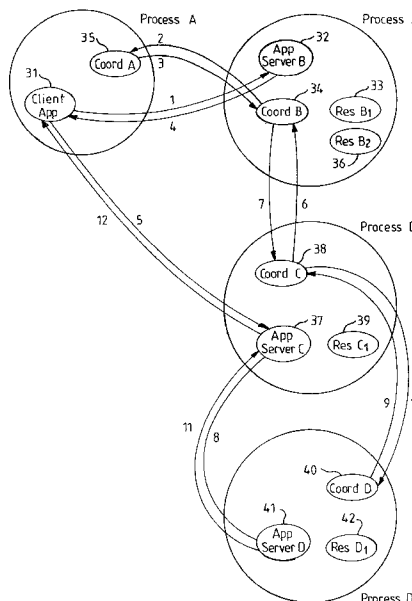 Process A
35
Coord A
31
Client
App
2
3
1
4
Process
32
App
Server B
34
Coord B
33
Res B1
Res B2
36
12
5
7
6
Process
38
Coord C
37
App
Server C
39
Res C1
9
11
8
40
Coord D
41
App
Server D
42
Res D1
Process D